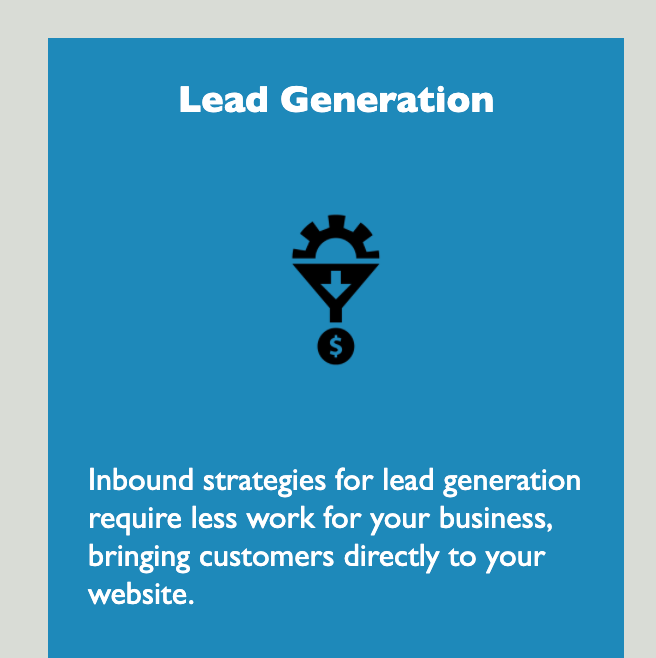 Lead Generation
$
Inbound strategies for lead generation
require less work for your business,
bringing customers directly to your
website.